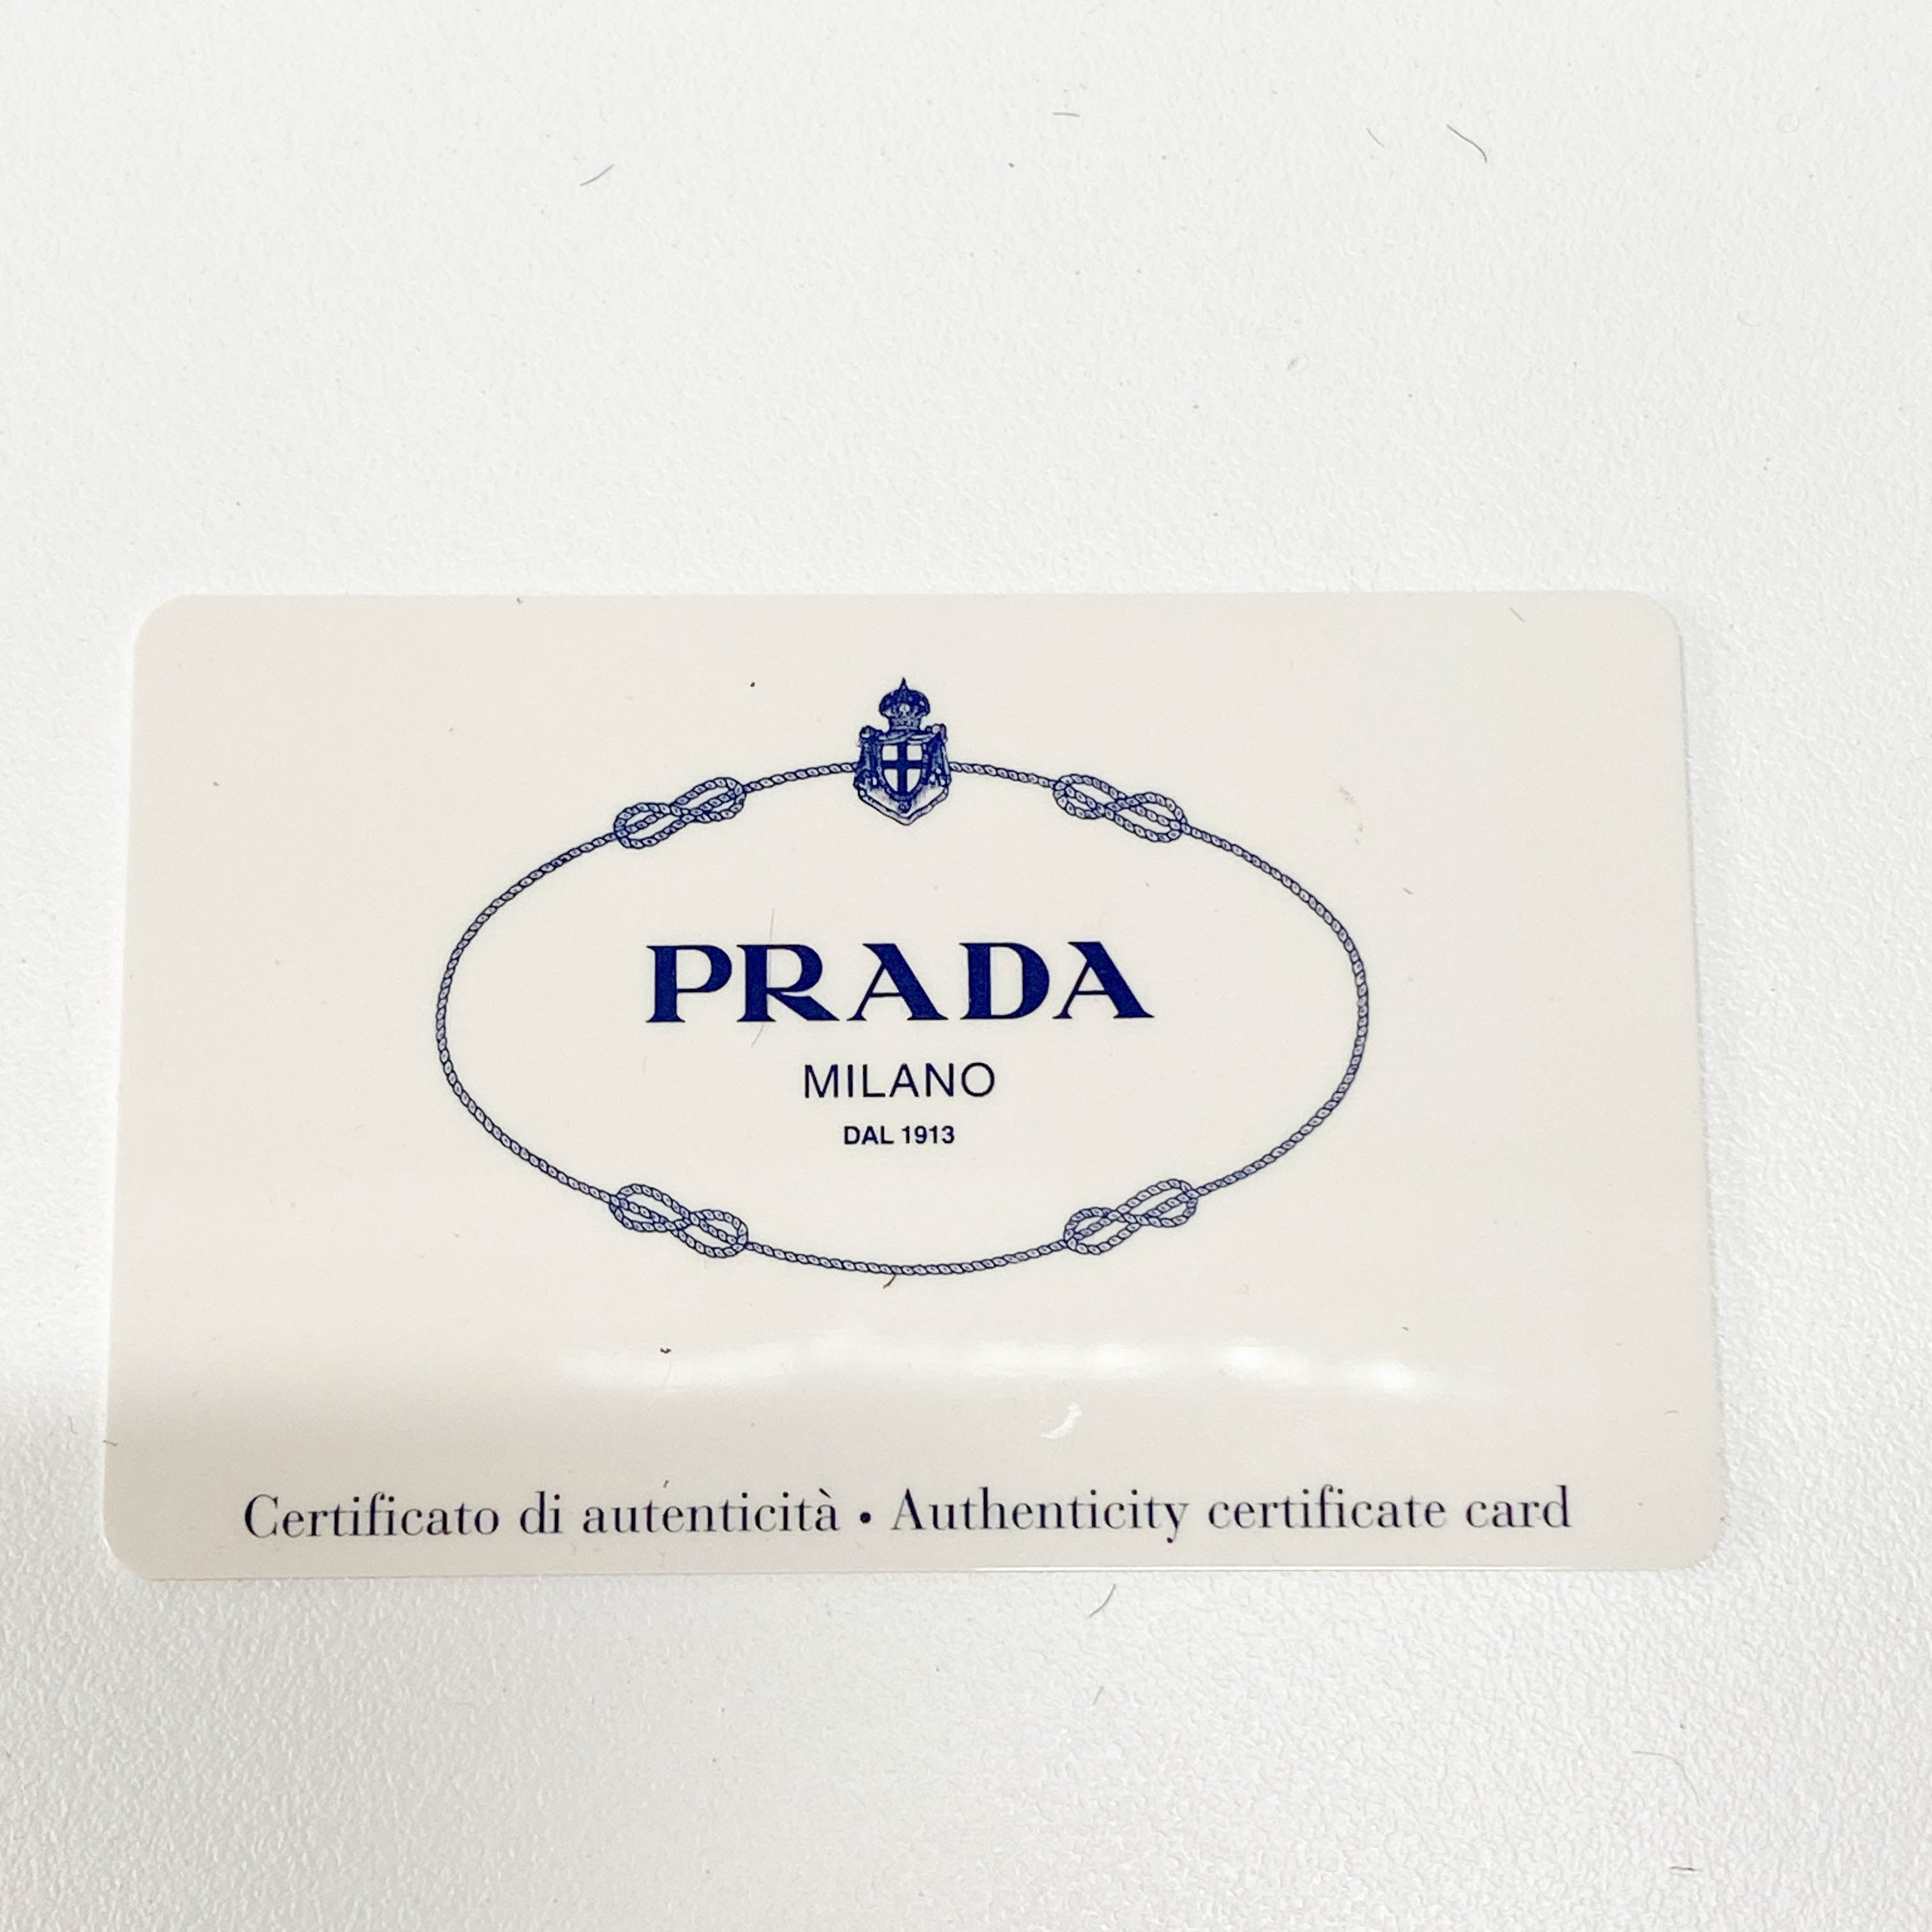 PRADA
MILANO
DAL 1913
Certificato di autenticità • Authenticity certificate card